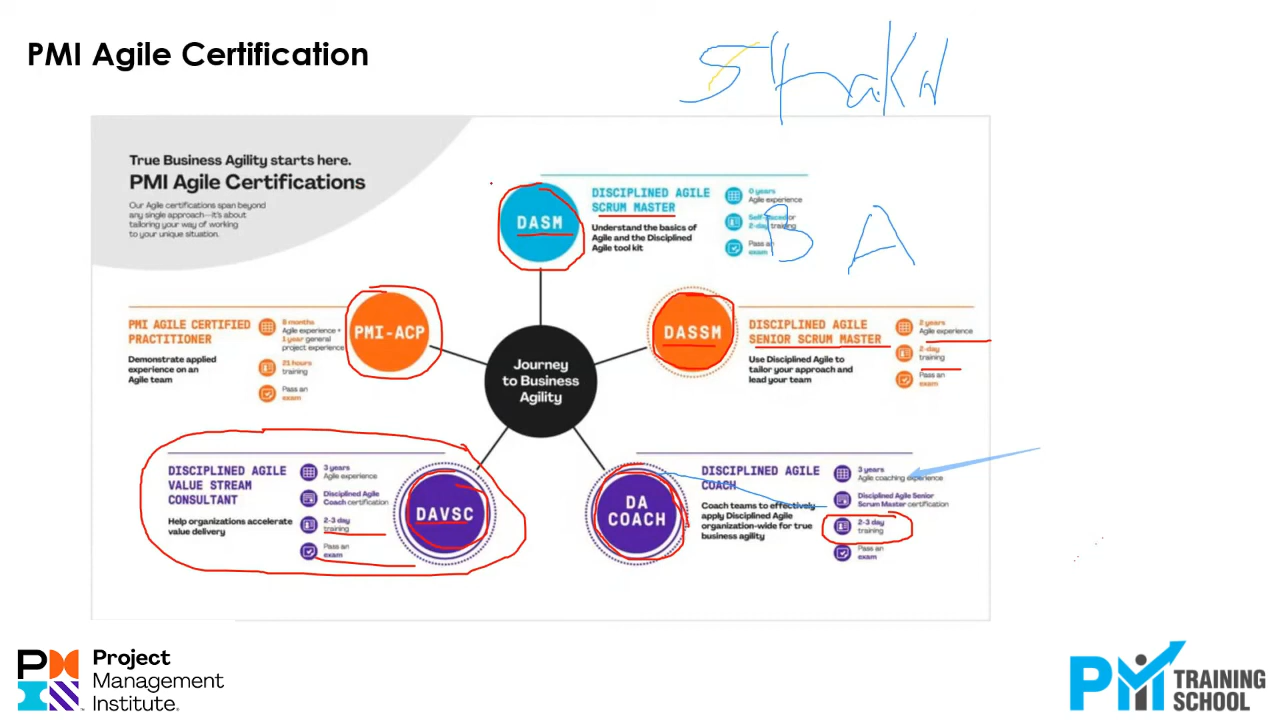 PMI Agile Certification
True Business Agility starts here.
PMI Agile Certifications
Our Agile certifications span beyond
any single approach—it's about
tailoring your way of working
to your unique situation.
DASM
DISCIPLINED AGILE
SCRUM MASTER
Understand the basics of
Agile and the Disciplined
Agile tool kit
0 years
Agile experience
Self-paced or
2-day training
Pass an
exam
B A
PMI-ACP
PMI AGILE CERTIFIED
PRACTITIONER
Demonstrate applied
experience on an
Agile team
8 months
Agile experience +
1 year general
project experience
21 hours
training
Pass an
exam
Journey
to Business
Agility
DASSM
DISCIPLINED AGILE
SENIOR SCRUM MASTER
Use Disciplined Agile to
tailor your approach and
lead your team
2 years
Agile experience
2-day
training
Pass an
exam
DISCIPLINED AGILE
VALUE STREAM
CONSULTANT
Help organizations accelerate
value delivery
3 years
Agile experience
Disciplined Agile
Coach certification
2-3 day
training
Pass an
exam
DAVSC
DA
COACH
DISCIPLINED AGILE
COACH
Coach teams to effectively
apply Disciplined Agile
organization-wide for true
business agility
3 years
Agile coaching experience
Disciplined Agile Senior
Scrum Master certification
2-3 day
training
Pass an
exam
Project
Management
Institute.
PM TRAINING
SCHOOL